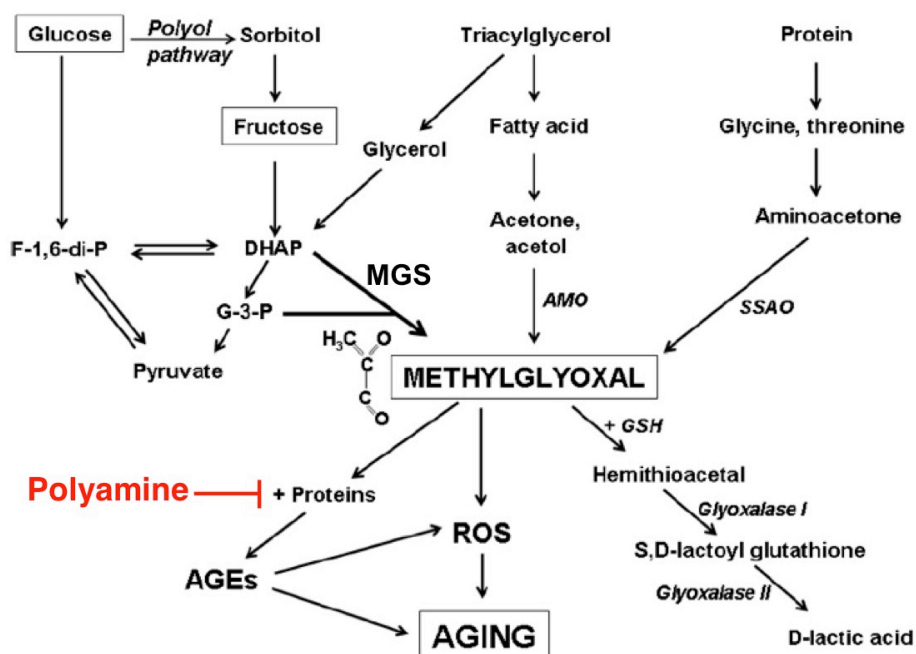 Glucose
Polyol
pathway
Sorbitol
Triacylglycerol
Protein
Fructose
Glycerol
Fatty acid
Glycine, threonine
Acetone,
acetol
Aminoacetone
F-1,6-di-P
DHAP
MGS
AMO
SSAO
G-3-P
H3C
O
C
C
O
Pyruvate
METHYLGLYOXAL
+ GSH
Polyamine
+ Proteins
Hemithioacetal
Glyoxalase I
ROS
S,D-lactoyl glutathione
AGEs
Glyoxalase II
AGING
D-lactic acid